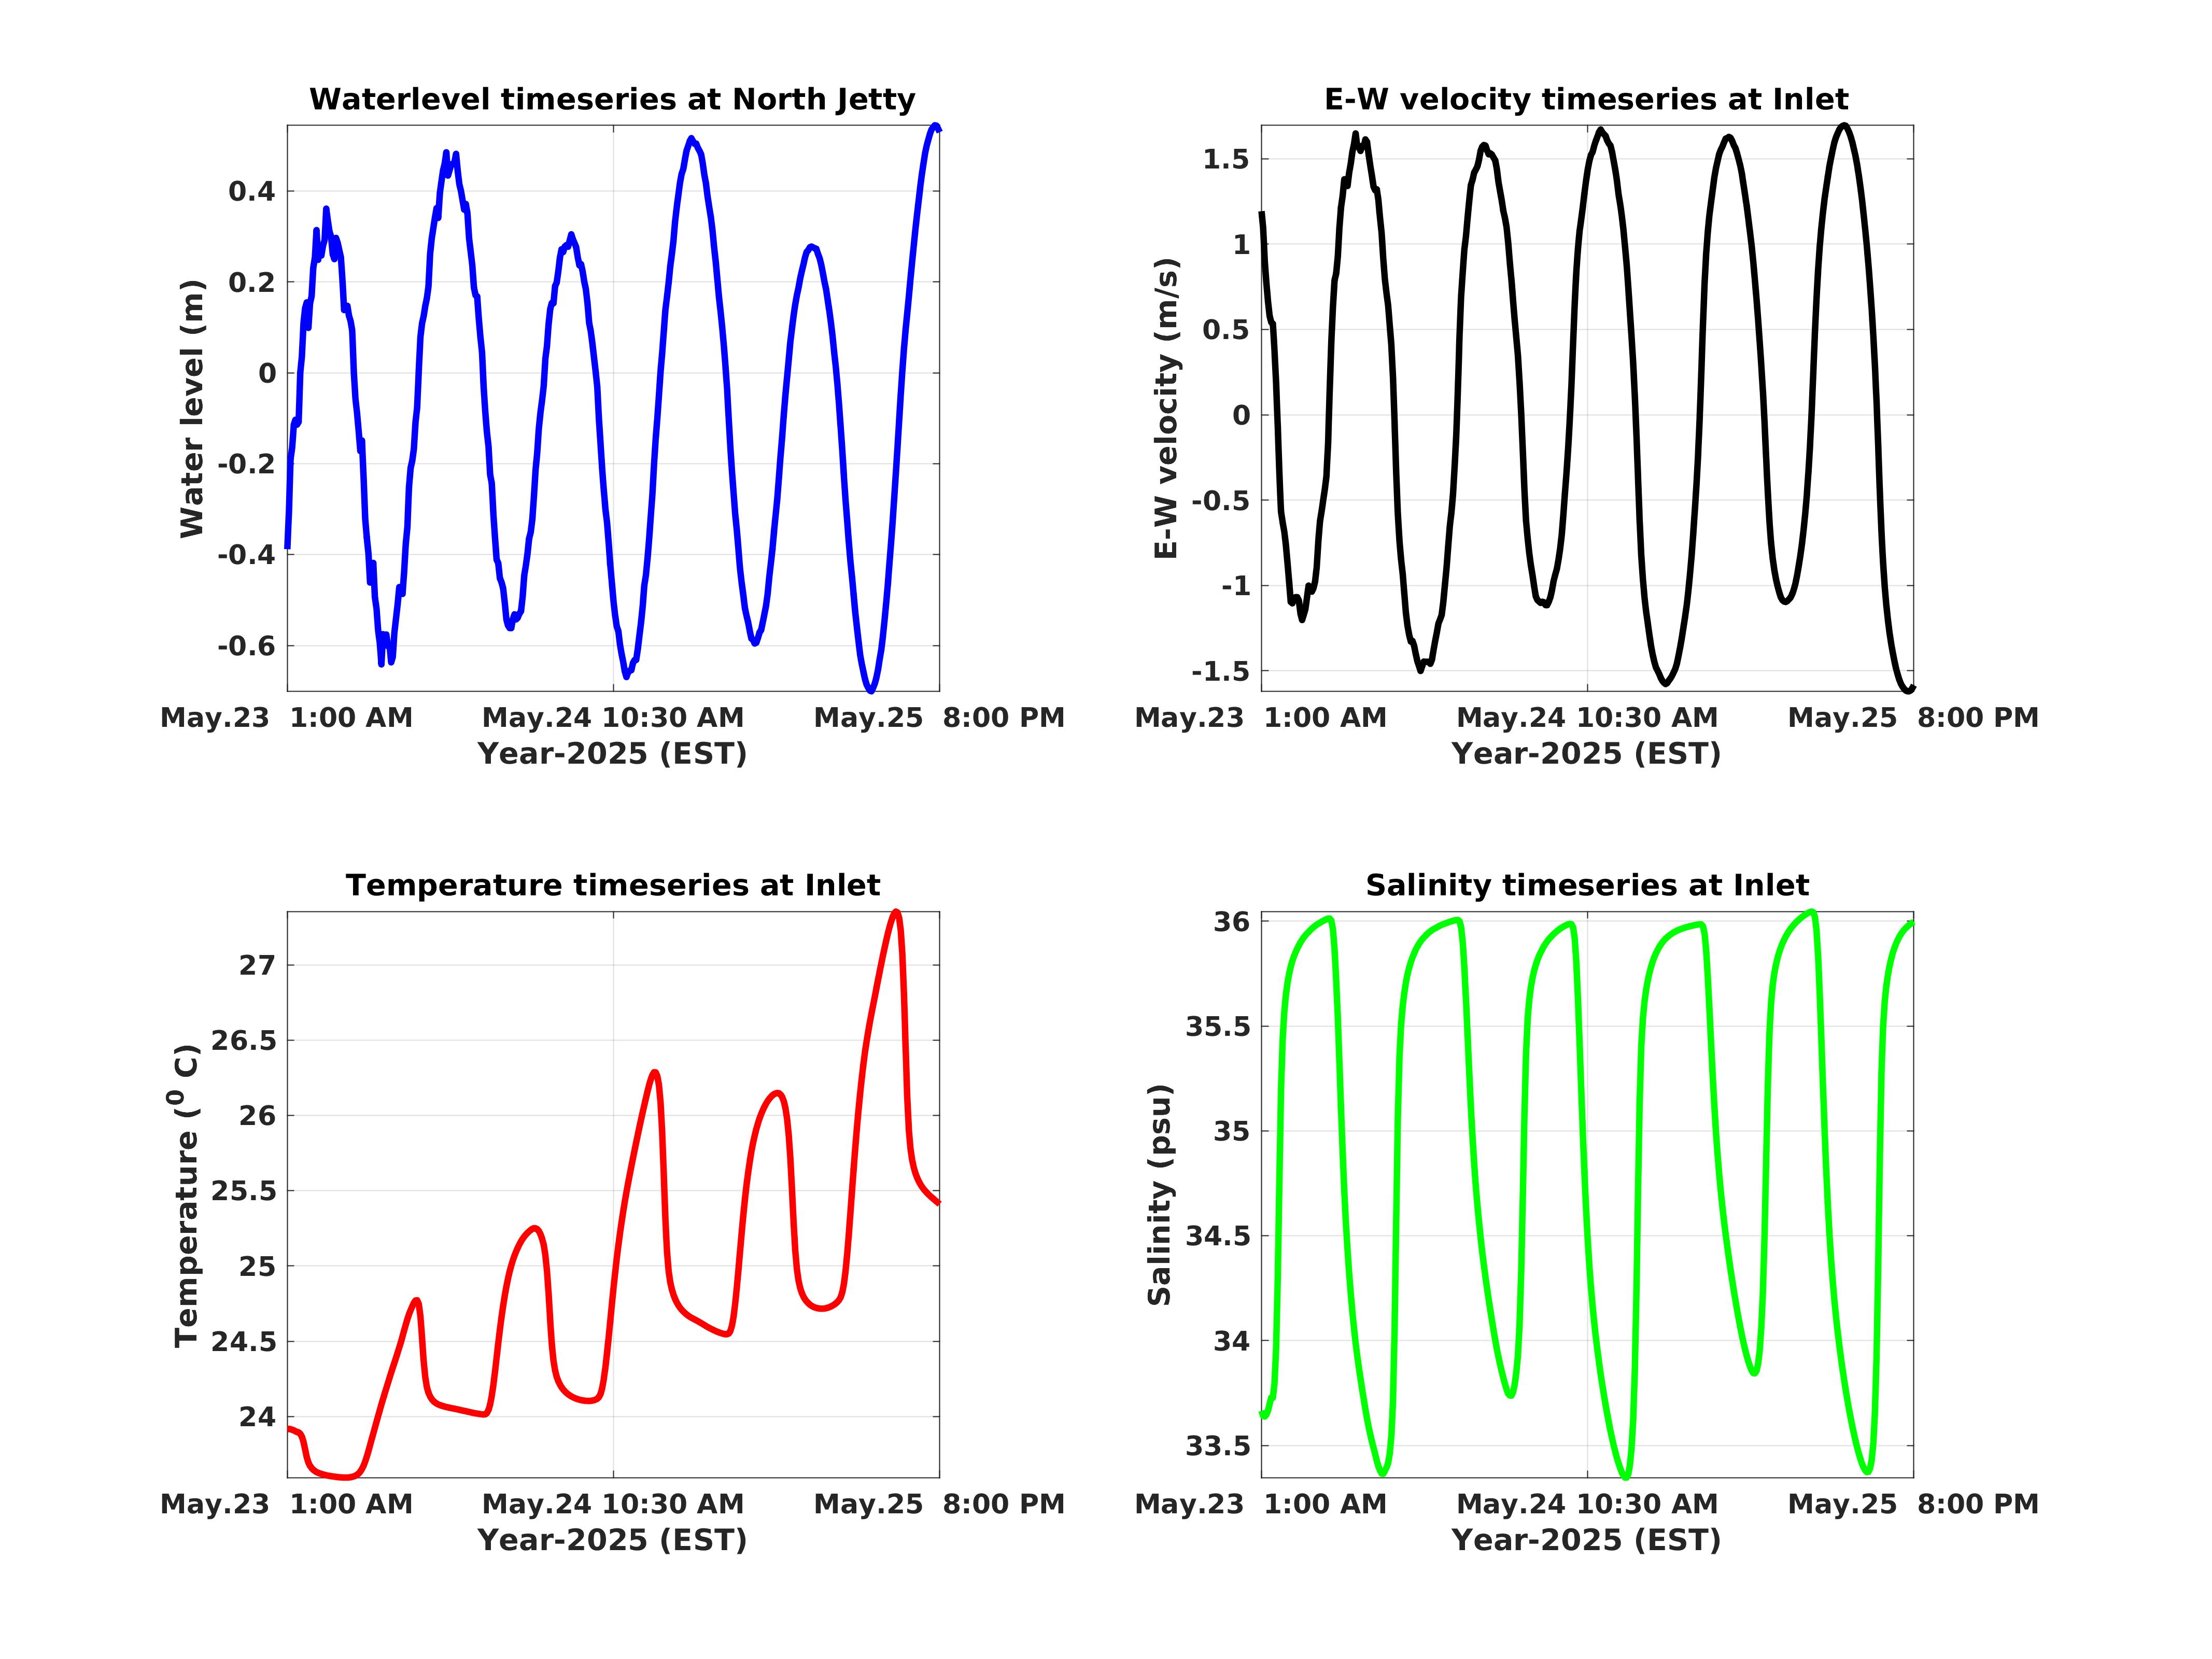 Waterlevel timeseries at North Jetty
Water level (m)
0.4
0.2
0
-0.2
-0.4
-0.6
May.23 1:00 AM May.24 10:30 AM May.25 8:00 PM
Year-2025 (EST)
E-W velocity timeseries at Inlet
E-W velocity (m/s)
1.5
1
0.5
0
-0.5
-1
-1.5
May.23 1:00 AM May.24 10:30 AM May.25 8:00 PM
Year-2025 (EST)
Temperature timeseries at Inlet
Temperature (⁰ C)
27
26.5
26
25.5
25
24.5
24
May.23 1:00 AM May.24 10:30 AM May.25 8:00 PM
Year-2025 (EST)
Salinity timeseries at Inlet
Salinity (psu)
36
35.5
35
34.5
34
33.5
May.23 1:00 AM May.24 10:30 AM May.25 8:00 PM
Year-2025 (EST)